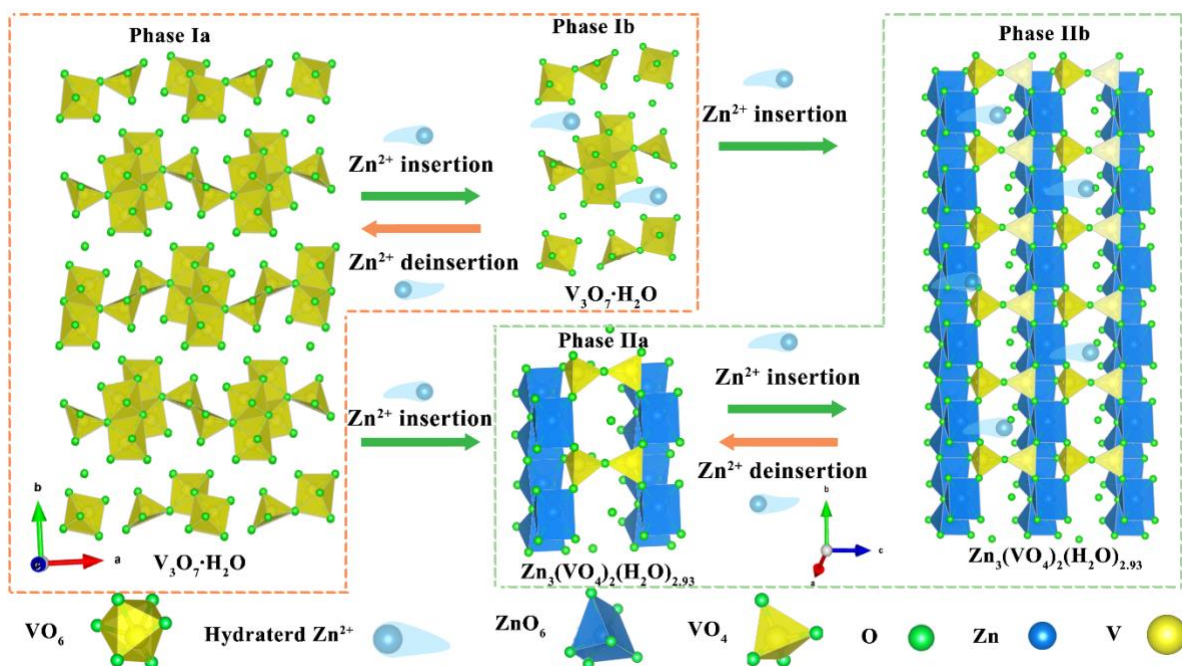 Phase Ia
Phase Ib
Phase IIb
Zn²⁺ insertion
Zn²⁺ insertion
Zn²⁺ deinsertion
V₃O₇·H₂O
Phase IIa
Zn²⁺ insertion
Zn²⁺ insertion
Zn²⁺ deinsertion
b
a
c
V₃O₇·H₂O
Zn₃(VO₄)₂(H₂O)₂.₉₃
b
c
a
Zn₃(VO₄)₂(H₂O)₂.₉₃
VO₆
Hydraterd Zn²⁺
ZnO₆
VO₄
O
Zn
V